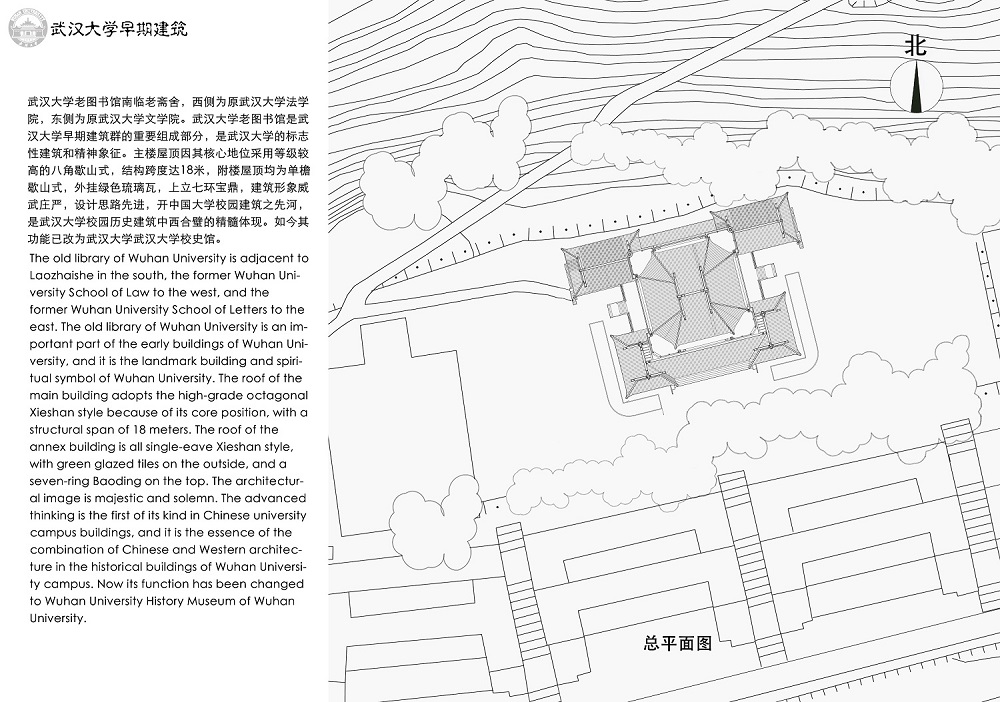 武汉大学早期建筑
武汉大学老图书馆南临老斋舍，西侧为原武汉大学法学
院，东侧为原武汉大学文学院。武汉大学老图书馆是武
汉大学早期建筑群的重要组成部分，是武汉大学的标志
性建筑和精神象征。主楼屋顶因其核心地位采用等级较
高的八角歇山式，结构跨度达18米，附楼屋顶均为单檐
歇山式，外挂绿色琉璃瓦，上立七环宝鼎，建筑形象威
武庄严，设计思路先进，开中国大学校园建筑之先河，
是武汉大学校园历史建筑中西合璧的精髓体现。如今其
功能已改为武汉大学武汉大学校史馆。
The old library of Wuhan University is adjacent to
Laozhaishe in the south, the former Wuhan Uni-
versity School of Law to the west, and the
former Wuhan University School of Letters to the
east. The old library of Wuhan University is an im-
portant part of the early buildings of Wuhan Uni-
versity, and it is the landmark building and spiri-
tual symbol of Wuhan University. The roof of the
main building adopts the high-grade octagonal
Xieshan style because of its core position, with a
structural span of 18 meters. The roof of the
annex building is all single-eave Xieshan style,
with green glazed tiles on the outside, and a
seven-ring Baoding on the top. The architectur-
al image is majestic and solemn. The advanced
thinking is the first of its kind in Chinese university
campus buildings, and it is the essence of the
combination of Chinese and Western architec-
ture in the historical buildings of Wuhan Universi-
ty campus. Now its function has been changed
to Wuhan University History Museum of Wuhan
University.
北
总平面图